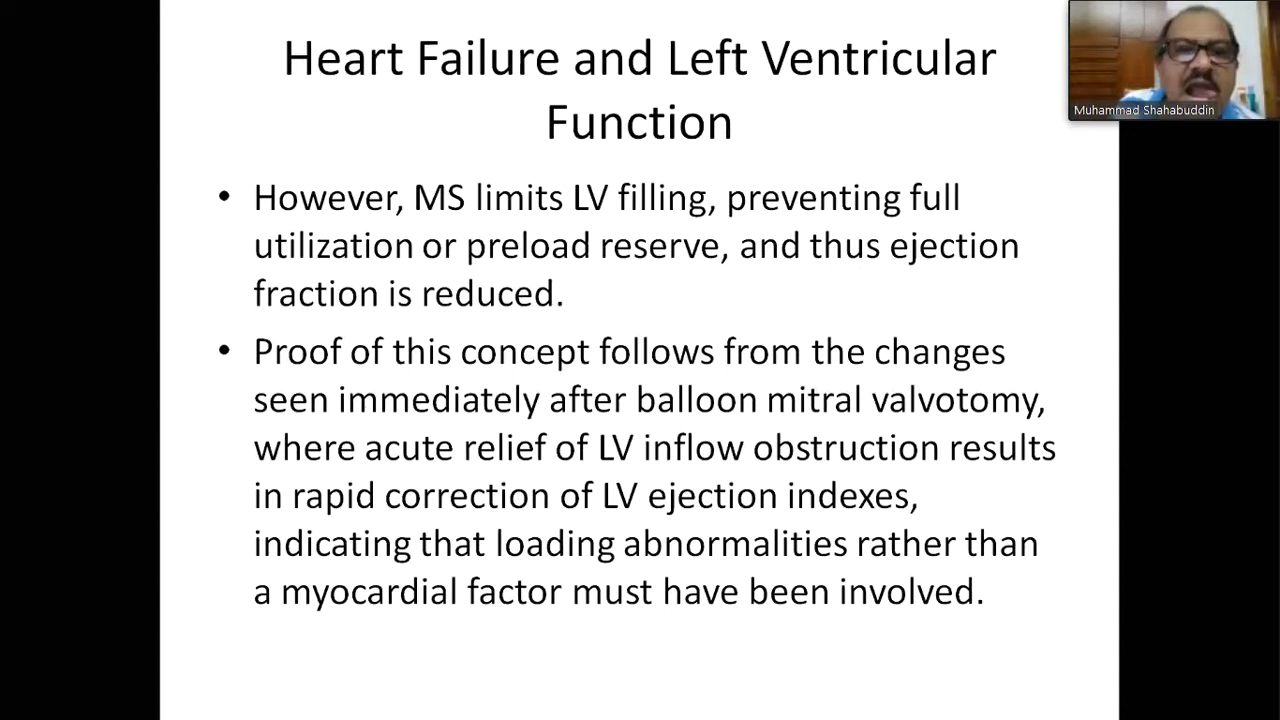 Heart Failure and Left Ventricular
Function
• However, MS limits LV filling, preventing full
utilization or preload reserve, and thus ejection
fraction is reduced.
• Proof of this concept follows from the changes
seen immediately after balloon mitral valvotomy,
where acute relief of LV inflow obstruction results
in rapid correction of LV ejection indexes,
indicating that loading abnormalities rather than
a myocardial factor must have been involved.
Muhammad Shahabuddin